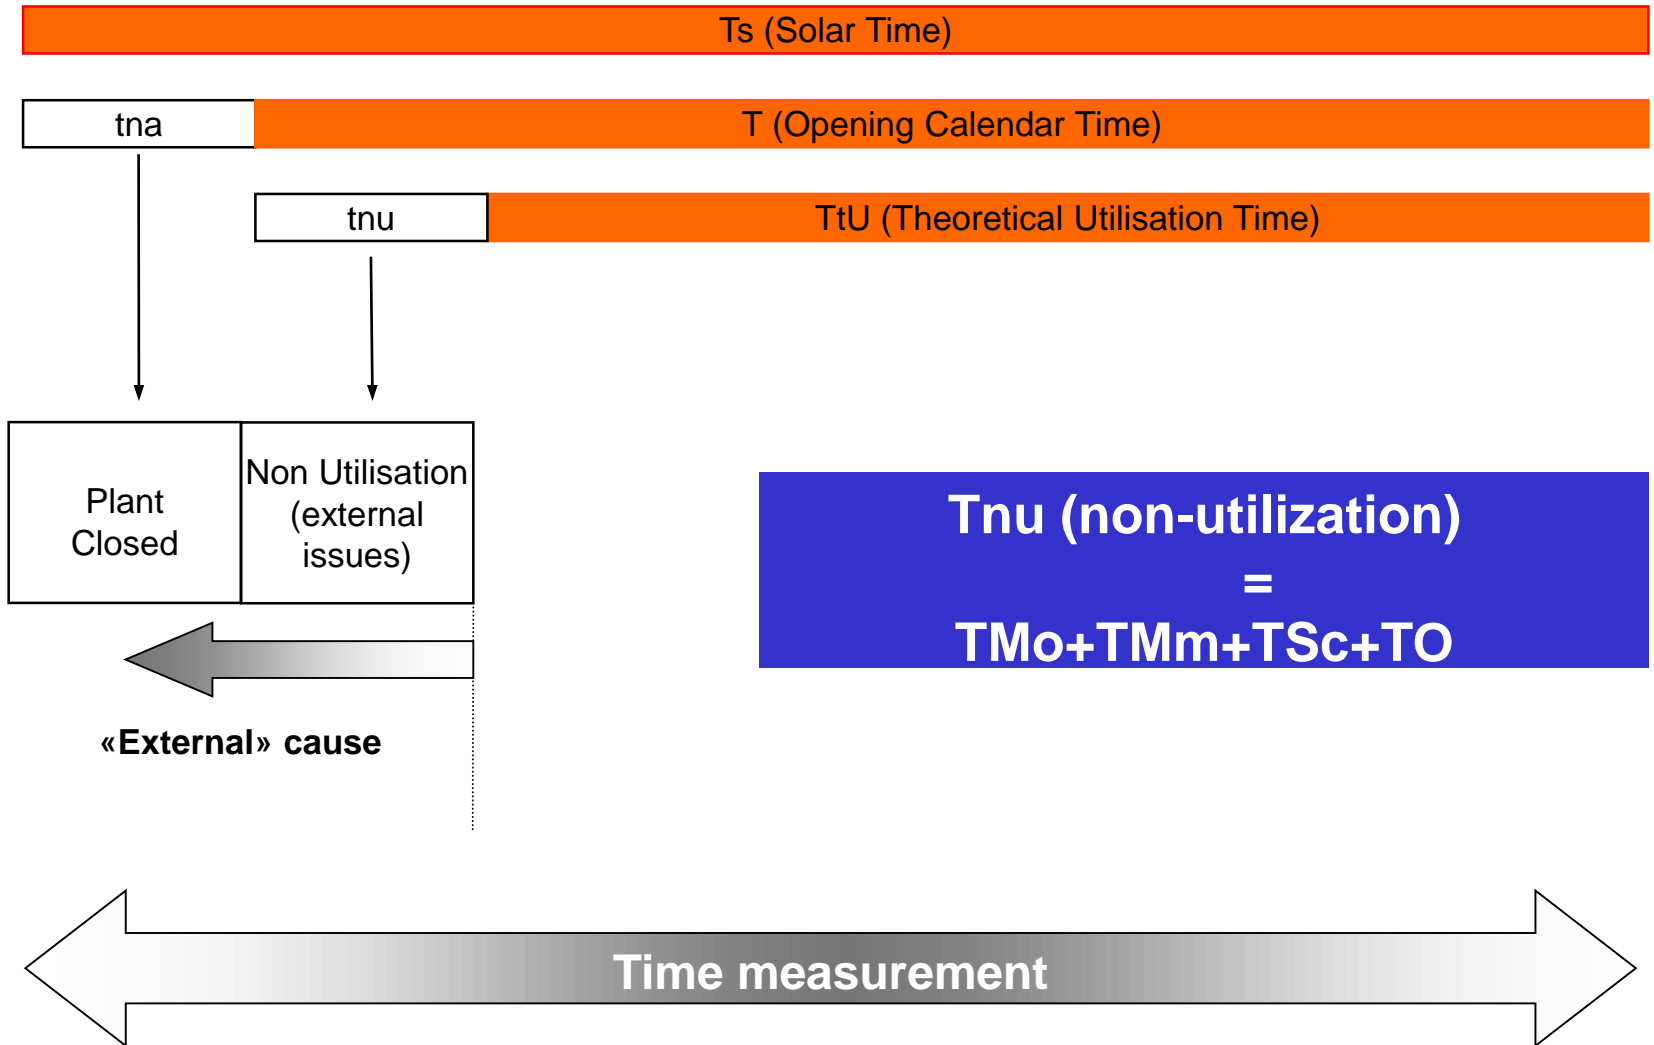 Ts (Solar Time)
tna
T (Opening Calendar Time)
tnu
TtU (Theoretical Utilisation Time)
Plant
Closed
Non Utilisation
(external
issues)
Tnu (non-utilization)
=
TMo+TMm+TSc+TO
«External» cause
Time measurement